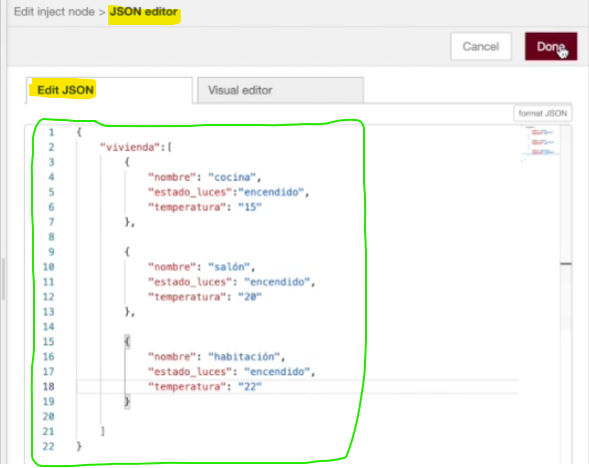 Edit inject node > JSON editor
Cancel
Done
Edit JSON
Visual editor
format JSON
1 {
2 "vivienda":[
3 {
4 "nombre": "cocina",
5 "estado_luces":"encendido",
6 "temperatura": "15"
7 },
8
9 {
10 "nombre": "salón",
11 "estado_luces": "encendido",
12 "temperatura": "20"
13 },
14
15 {
16 "nombre": "habitación",
17 "estado_luces": "encendido",
18 "temperatura": "22"
19 }
20
21 ]
22 }